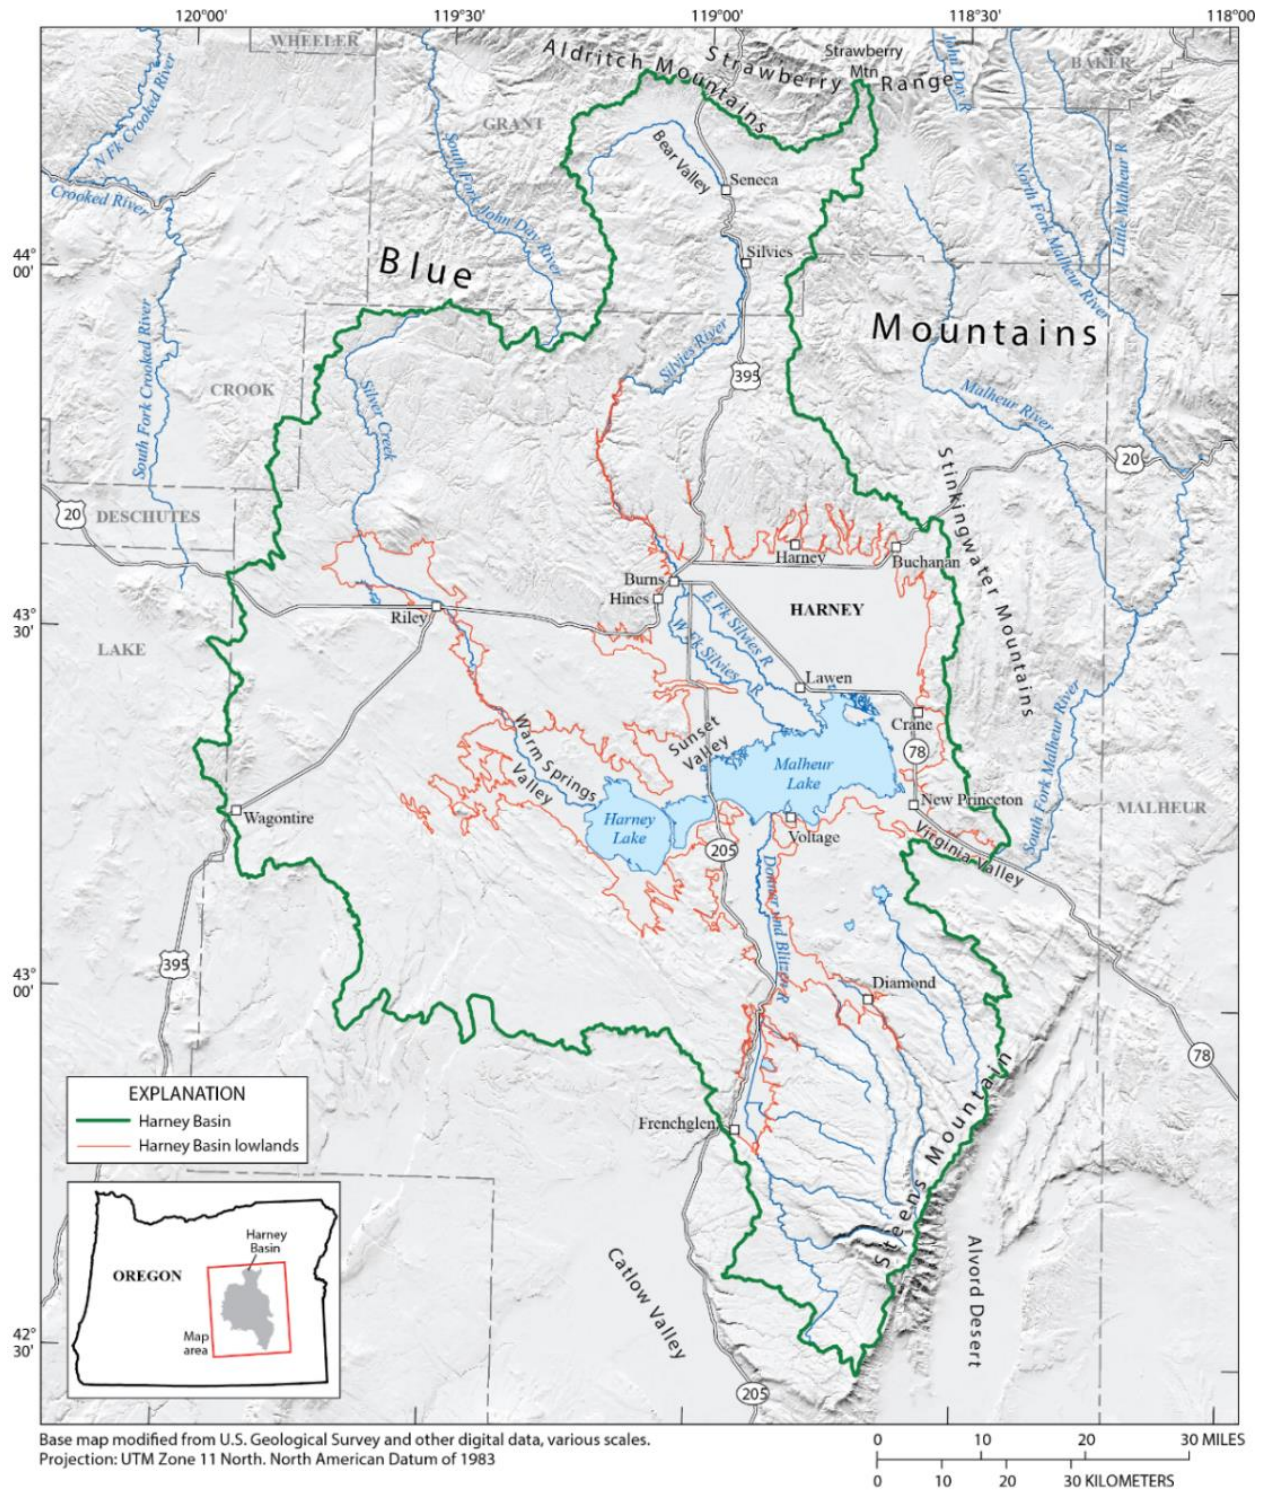 120°00'
119°30'
119°00'
118°30'
118°00'
WHEELER
Aldritch Mountains
Strawberry Range
Strawberry
Mtn
John Day R
BAKER
N Fk Crooked River
GRANT
South Fork John Day River
Bear Valley
Seneca
North Fork Malheur River
Little Malheur R
Crooked River
Silvies
44°
00'
Blue
Mountains
South Fork Crooked River
Silvies River
395
CROOK
Silver Creek
Malheur River
Stinkingwater Mountains
20
20
DESCHUTES
Harney
Buchanan
Burns
Hines
E Fk Silvies R
W Fk Silvies R
HARNEY
43°
30'
Riley
LAKE
Lawen
South Fork Malheur River
Crane
78
Sunset
Valley
Warm Springs
Valley
Malheur
Lake
New Princeton
MALHEUR
Wagontire
Harney
Lake
Voltage
Virginia Valley
205
Donner und Blitzen R
395
43°
00'
Diamond
78
EXPLANATION
Harney Basin
Harney Basin lowlands
Frenchglen
Steens Mountain
Harney
Basin
OREGON
Map
area
Catlow Valley
Alvord Desert
42°
30'
205
Base map modified from U.S. Geological Survey and other digital data, various scales.
Projection: UTM Zone 11 North. North American Datum of 1983
0 10 20 30 MILES
0 10 20 30 KILOMETERS